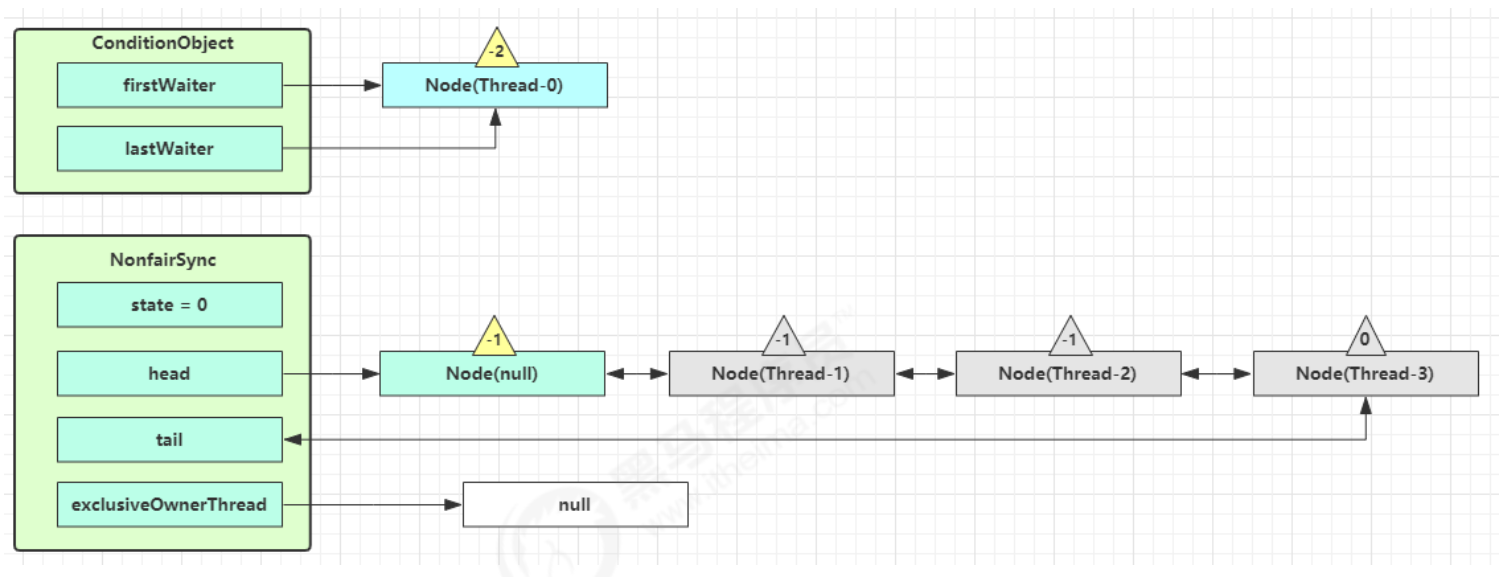 ConditionObject
-2
firstWaiter
Node(Thread-0)
lastWaiter
NonfairSync
state = 0
-1
-1
-1
0
head
Node(null)
Node(Thread-1)
Node(Thread-2)
Node(Thread-3)
tail
exclusiveOwnerThread
null
黑马程序员
www.itheima.com